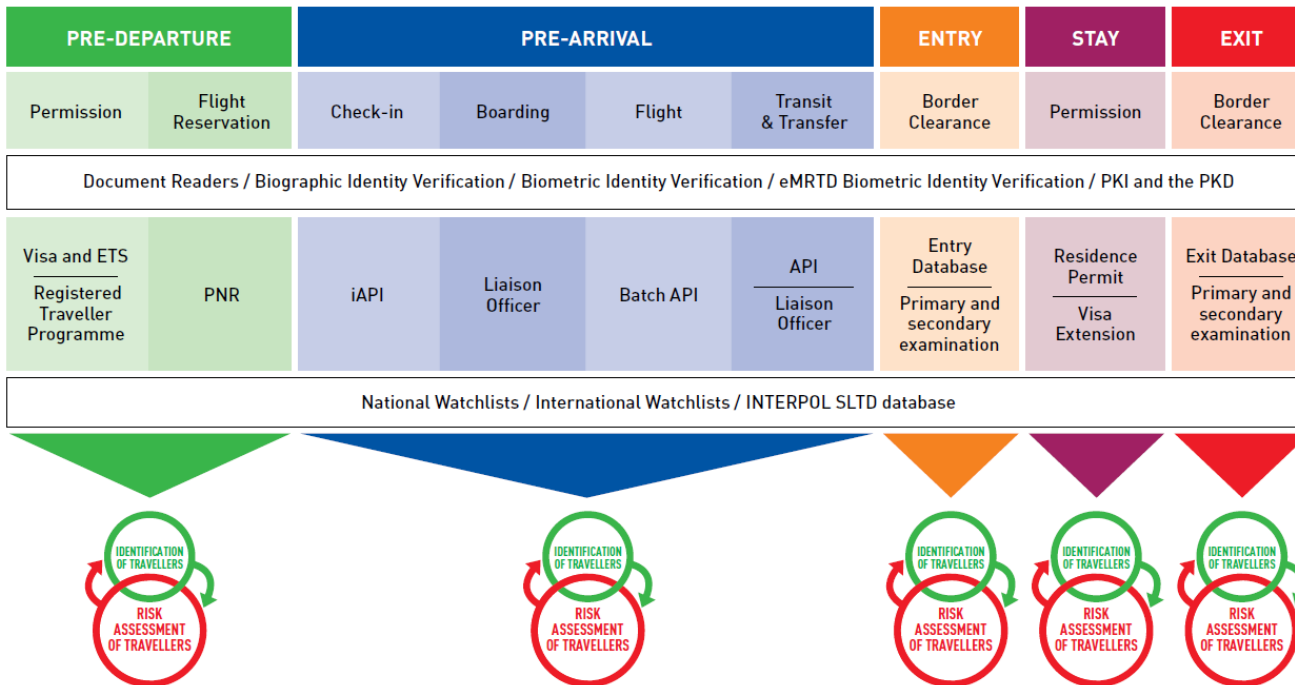 PRE-DEPARTURE
PRE-ARRIVAL
ENTRY
STAY
EXIT
Permission
Flight
Reservation
Check-in
Boarding
Flight
Transit
& Transfer
Border
Clearance
Permission
Border
Clearance
Document Readers / Biographic Identity Verification / Biometric Identity Verification / eMRTD Biometric Identity Verification / PKI and the PKD
Visa and ETS
Registered
Traveller
Programme
PNR
iAPI
Liaison
Officer
Batch API
API
Liaison
Officer
Entry
Database
Primary and
secondary
examination
Residence
Permit
Visa
Extension
Exit Database
Primary and
secondary
examination
National Watchlists / International Watchlists / INTERPOL SLTD database
IDENTIFICATION
OF TRAVELLERS
RISK
ASSESSMENT
OF TRAVELLERS
IDENTIFICATION
OF TRAVELLERS
RISK
ASSESSMENT
OF TRAVELLERS
IDENTIFICATION
OF TRAVELLERS
RISK
ASSESSMENT
OF TRAVELLERS
IDENTIFICATION
OF TRAVELLERS
RISK
ASSESSMENT
OF TRAVELLERS
IDENTIFICATION
OF TRAVELLERS
RISK
ASSESSMENT
OF TRAVELLERS